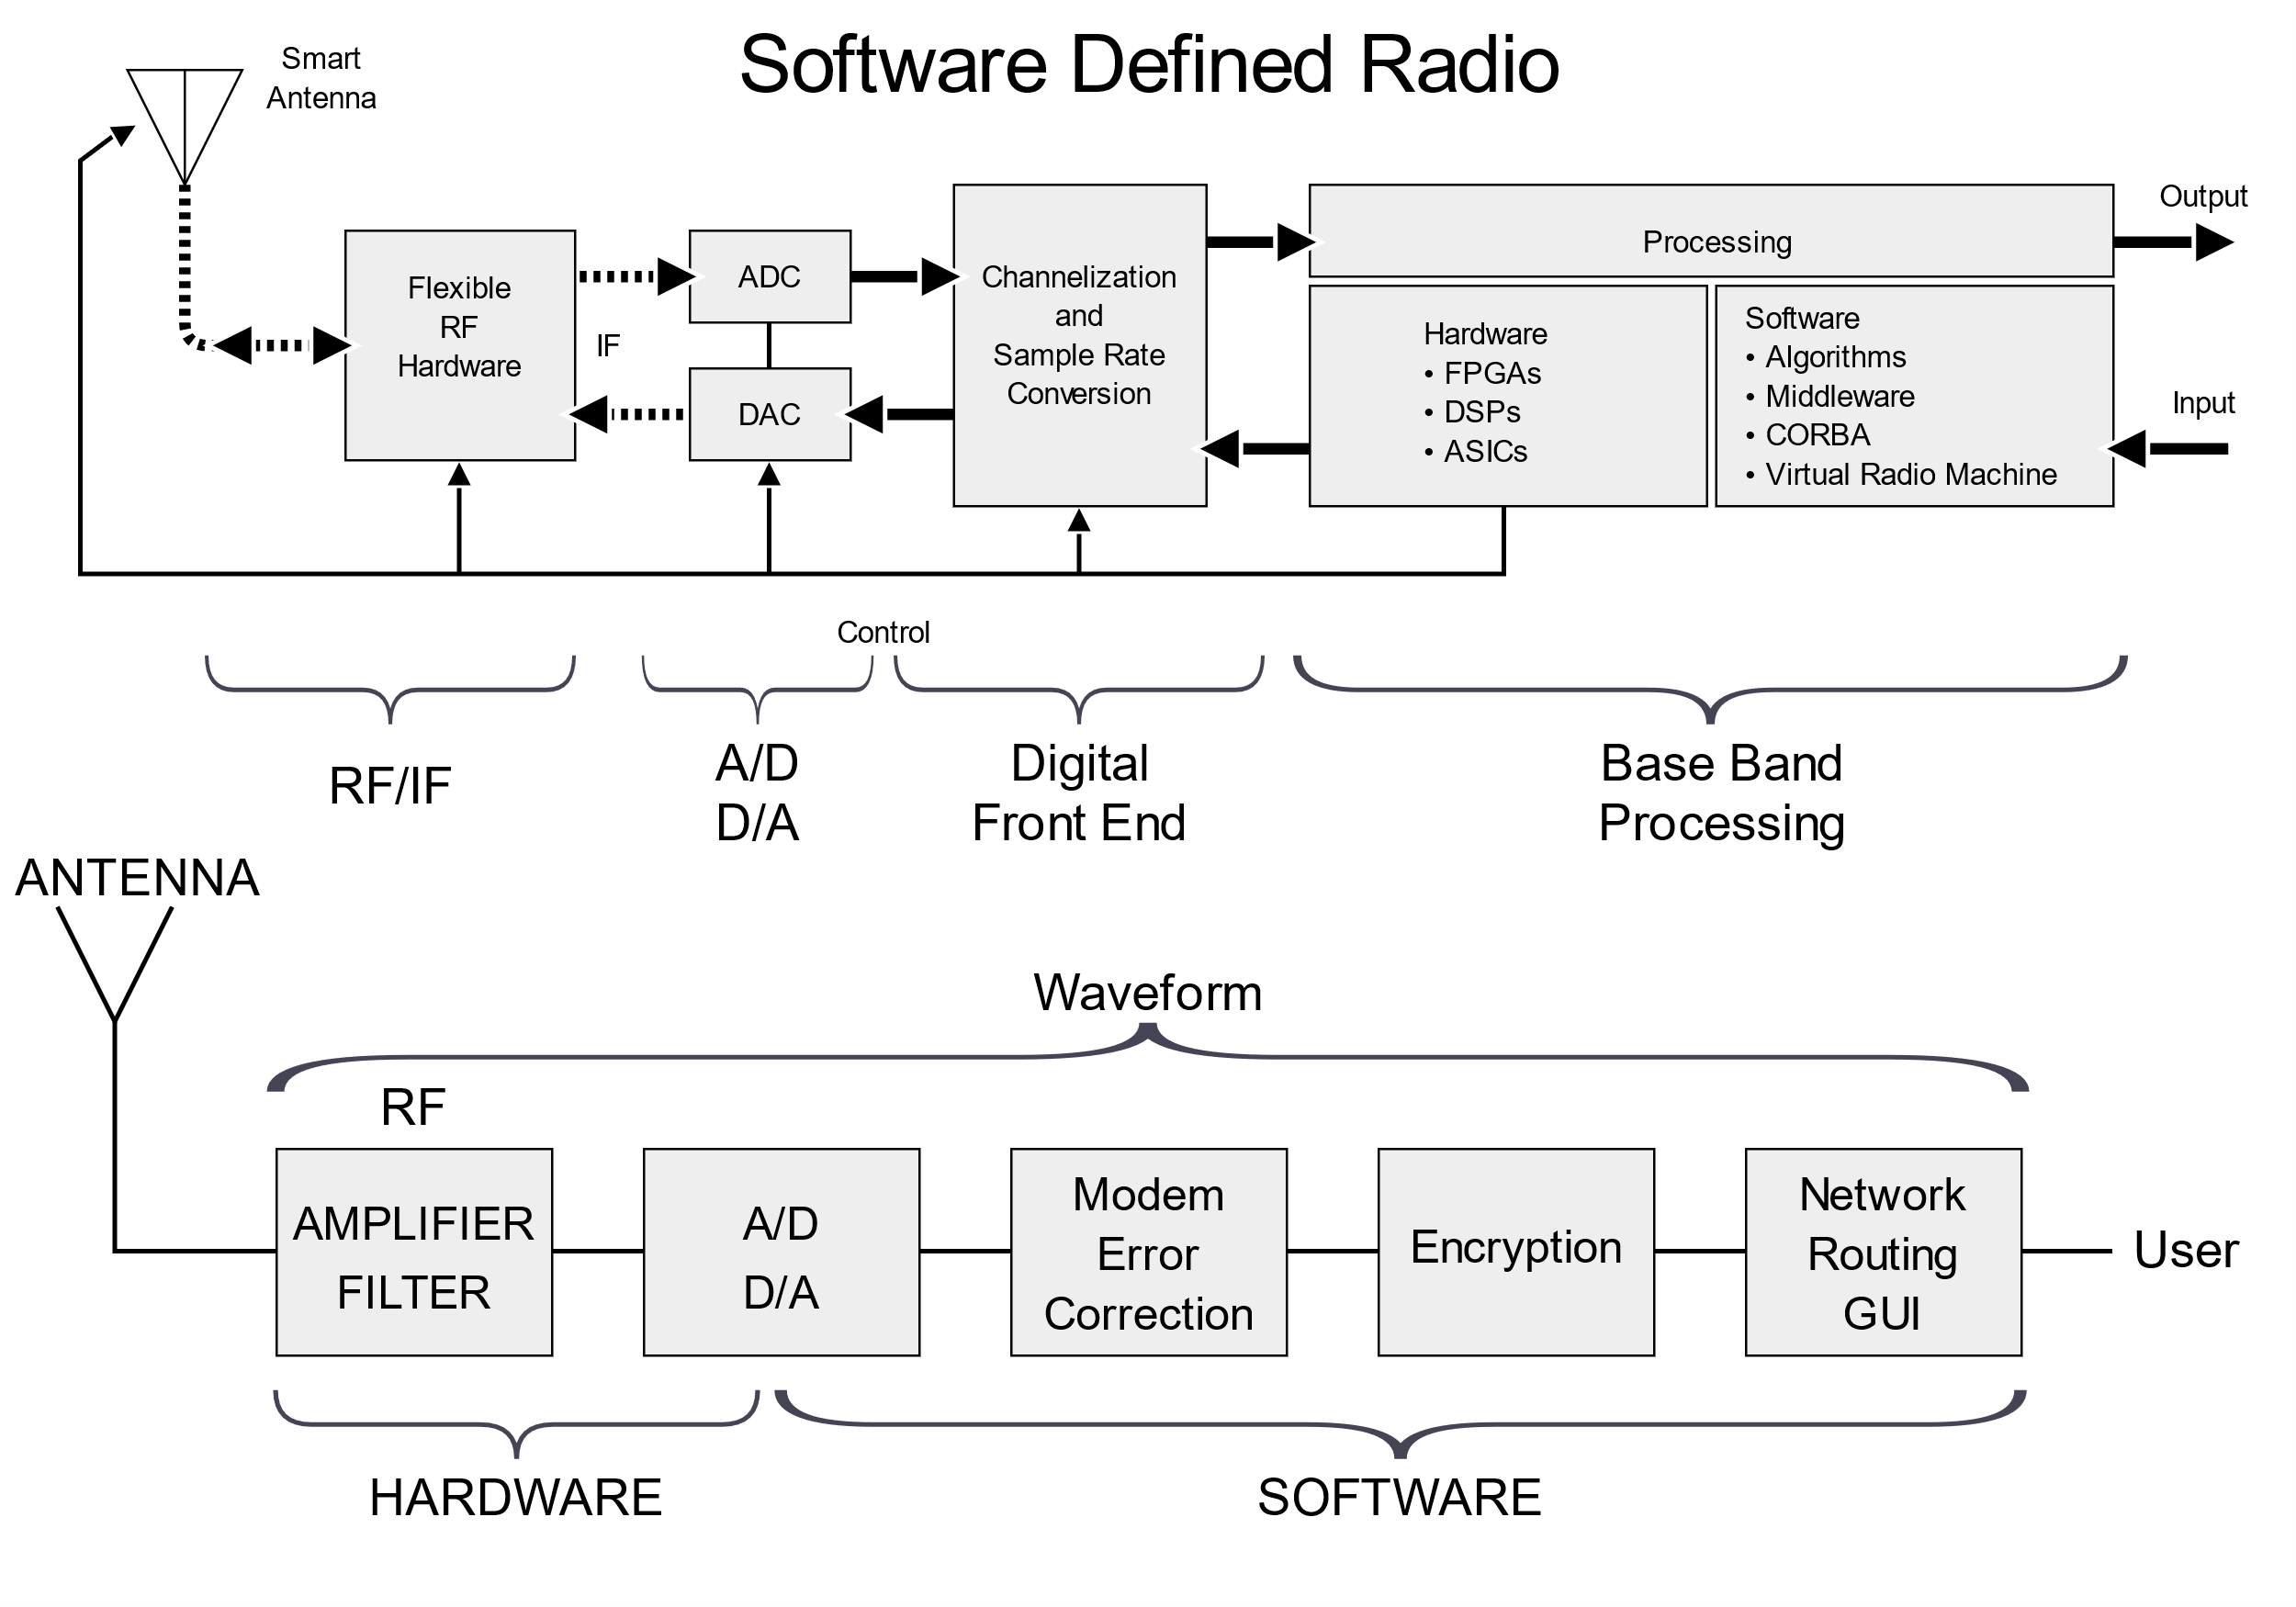 Software Defined Radio
Smart
Antenna
Flexible
RF
Hardware
IF
ADC
DAC
Channelization
and
Sample Rate
Conversion
Processing
Hardware
• FPGAs
• DSPs
• ASICs
Software
• Algorithms
• Middleware
• CORBA
• Virtual Radio Machine
Output
Input
Control
RF/IF
A/D
D/A
Digital
Front End
Base Band
Processing
ANTENNA
Waveform
RF
AMPLIFIER
FILTER
A/D
D/A
Modem
Error
Correction
Encryption
Network
Routing
GUI
User
HARDWARE
SOFTWARE